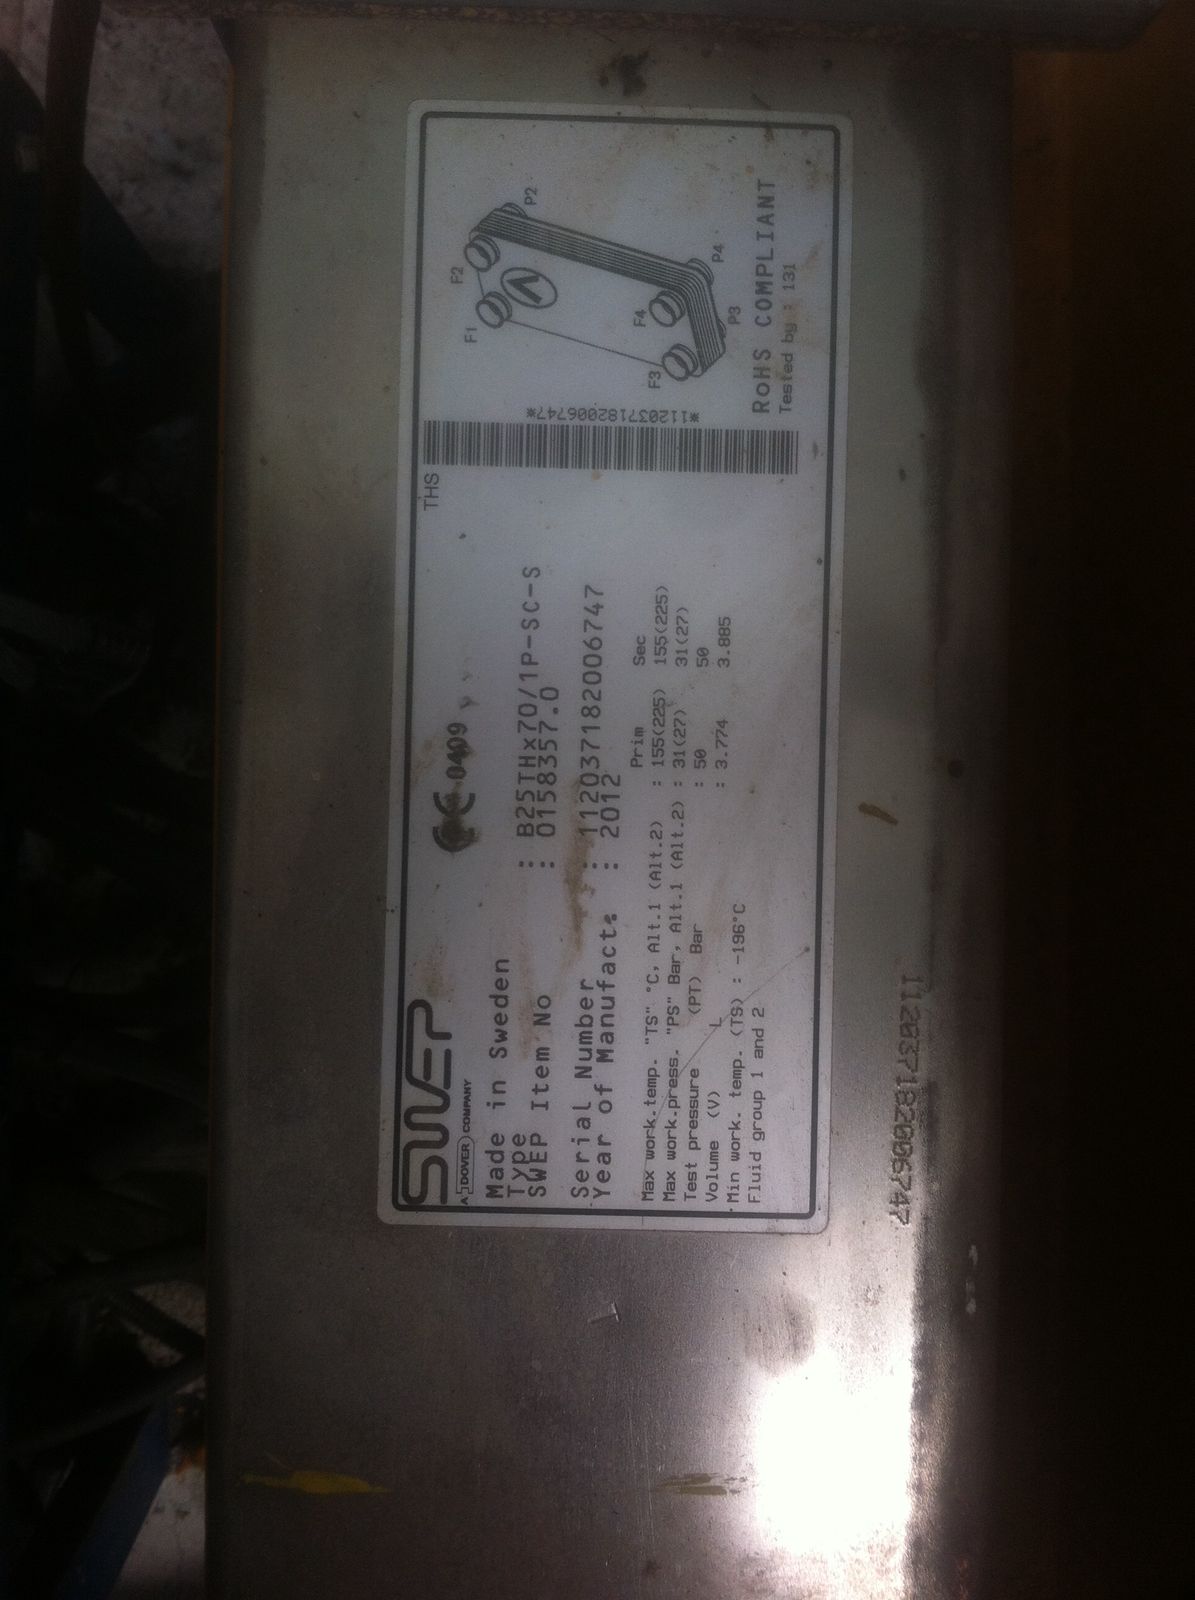 SWEP
A DOVER COMPANY
CE 0409
THS
Made in Sweden
Type : B25THx70/1P-SC-S
SWEP Item No : 0158357.0
Serial Number : 112037182006747
Year of Manufact. : 2012
Prim Sec
Max work.temp. "TS" °C, Alt.1 (Alt.2) : 155(225) 155(225)
Max work.press. "PS" Bar, Alt.1 (Alt.2) : 31(27) 31(27)
Test pressure (PT) Bar : 50 50
Volume (V) L : 3.774 3.885
Min work. temp. (TS) : -196°C
Fluid group 1 and 2
*112037182006747*
F1
F2
P2
F3
F4
P3
P4
RoHS COMPLIANT
Tested by : 131
112037182006747